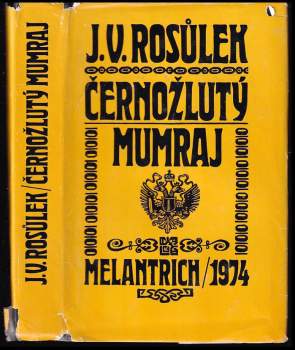 J.V. ROSŮLEK/ČERNOŽLUTÝ MUMRAJ
J.V. ROSŮLEK
ČERNOŽLUTÝ
MUMRAJ
MELANTRICH/1974